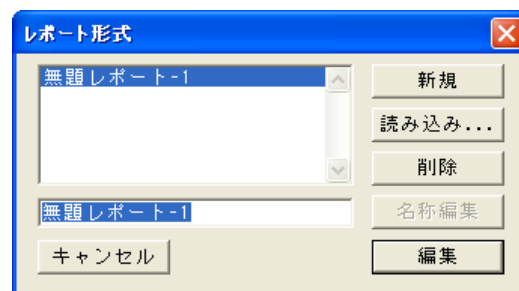 レポート形式
無題レポート-1
新規
読み込み...
削除
無題レポート-1
名称編集
キャンセル
編集